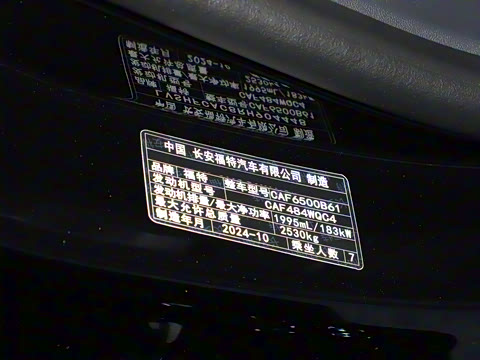 中国 长安福特汽车有限公司 制造
品牌 福特 整车型号 CAF6500B61
发动机型号 CAF484WQC4
发动机排量/最大净功率 1995mL/183kW
最大允许总质量 2530kg
制造年月 2024-10 乘坐人数 7